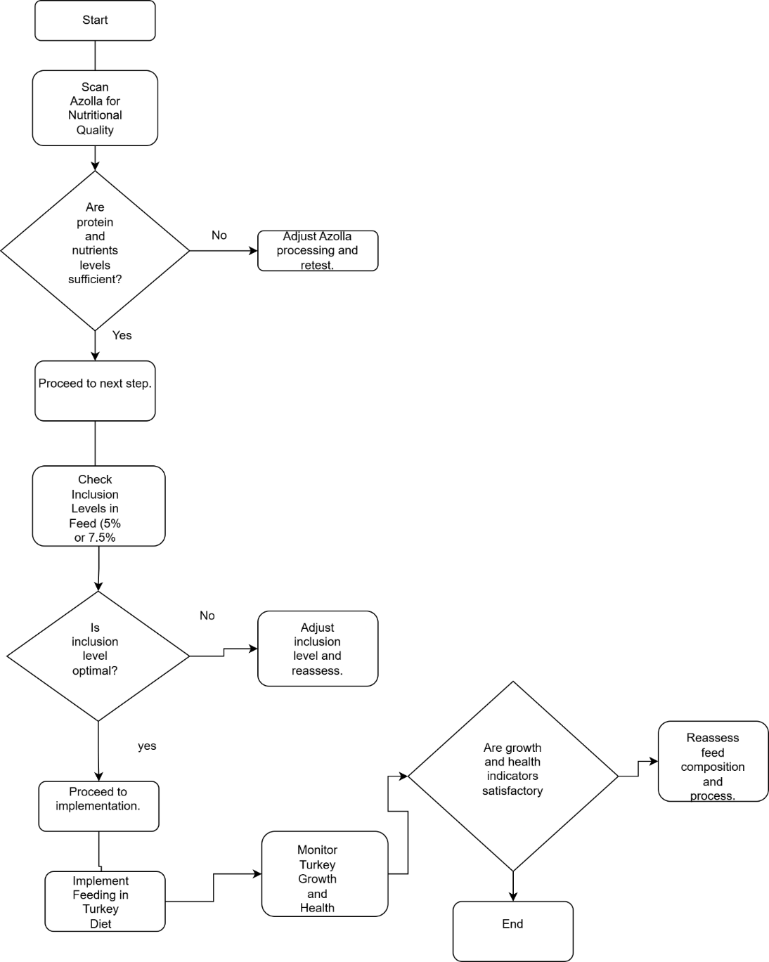 Start
Scan
Azolla for
Nutritional
Quality
Are
protein
and
nutrients
levels
sufficient?
No
Adjust Azolla
processing and
retest.
Yes
Proceed to next step.
Check
Inclusion
Levels in
Feed (5%
or 7.5%
Is
inclusion
level
optimal?
No
Adjust
inclusion
level and
reassess.
yes
Proceed to
implementation.
Implement
Feeding in
Turkey
Diet
Monitor
Turkey
Growth
and
Health
Are growth
and health
indicators
satisfactory
Reassess
feed
composition
and
process.
End